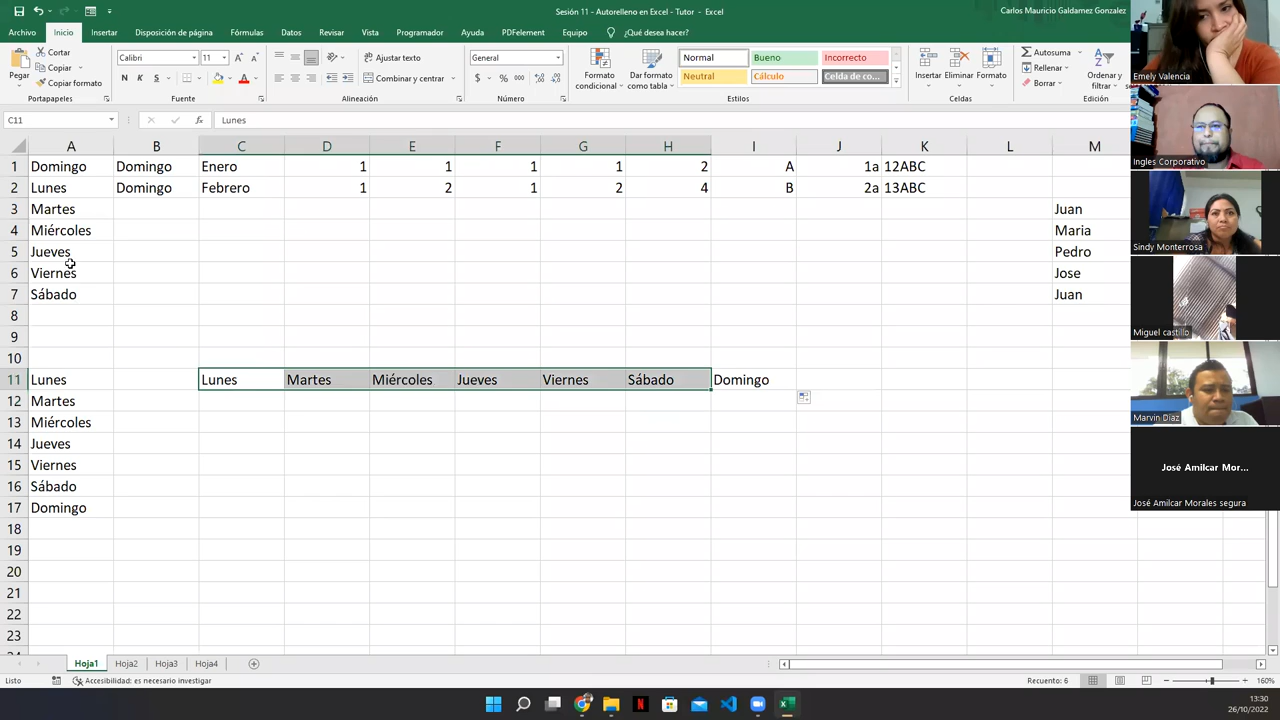 Sesión 11 - Autorelleno en Excel - Tutor - Excel
Carlos Mauricio Galdamez Gonzalez
Archivo Inicio Insertar Disposición de página Fórmulas Datos Revisar Vista Programador Ayuda PDFelement Equipo ¿Qué desea hacer?
Pegar
Cortar
Copiar
Copiar formato
Portapapeles
Calibri 11
N K S
Fuente
Ajustar texto
Combinar y centrar
Alineación
General
$ % 000
Número
Formato condicional
Dar formato como tabla
Normal Bueno Incorrecto
Neutral Cálculo Celda de co...
Estilos
Insertar Eliminar Formato
Celdas
Autosuma
Rellenar
Borrar
Ordenar y filtrar
Edición
C11 fx Lunes
A B C D E F G H I J K L M
1 Domingo Domingo Enero 1 1 1 1 2 A 1a 12ABC
2 Lunes Domingo Febrero 1 2 1 2 4 B 2a 13ABC
3 Martes Juan
4 Miércoles Maria
5 Jueves Pedro
6 Viernes Jose
7 Sábado Juan
8
9
10
11 Lunes Lunes Martes Miércoles Jueves Viernes Sábado Domingo
12 Martes
13 Miércoles
14 Jueves
15 Viernes
16 Sábado
17 Domingo
18
19
20
21
22
23
Hoja1 Hoja2 Hoja3 Hoja4
Listo Accesibilidad: es necesario investigar Recuento: 6 160%
13:30
26/10/2022
Emely Valencia
Ingles Corporativo
Sindy Monterrosa
Miguel castillo
Marvin Diaz
José Amilcar Mor...
José Amilcar Morales segura